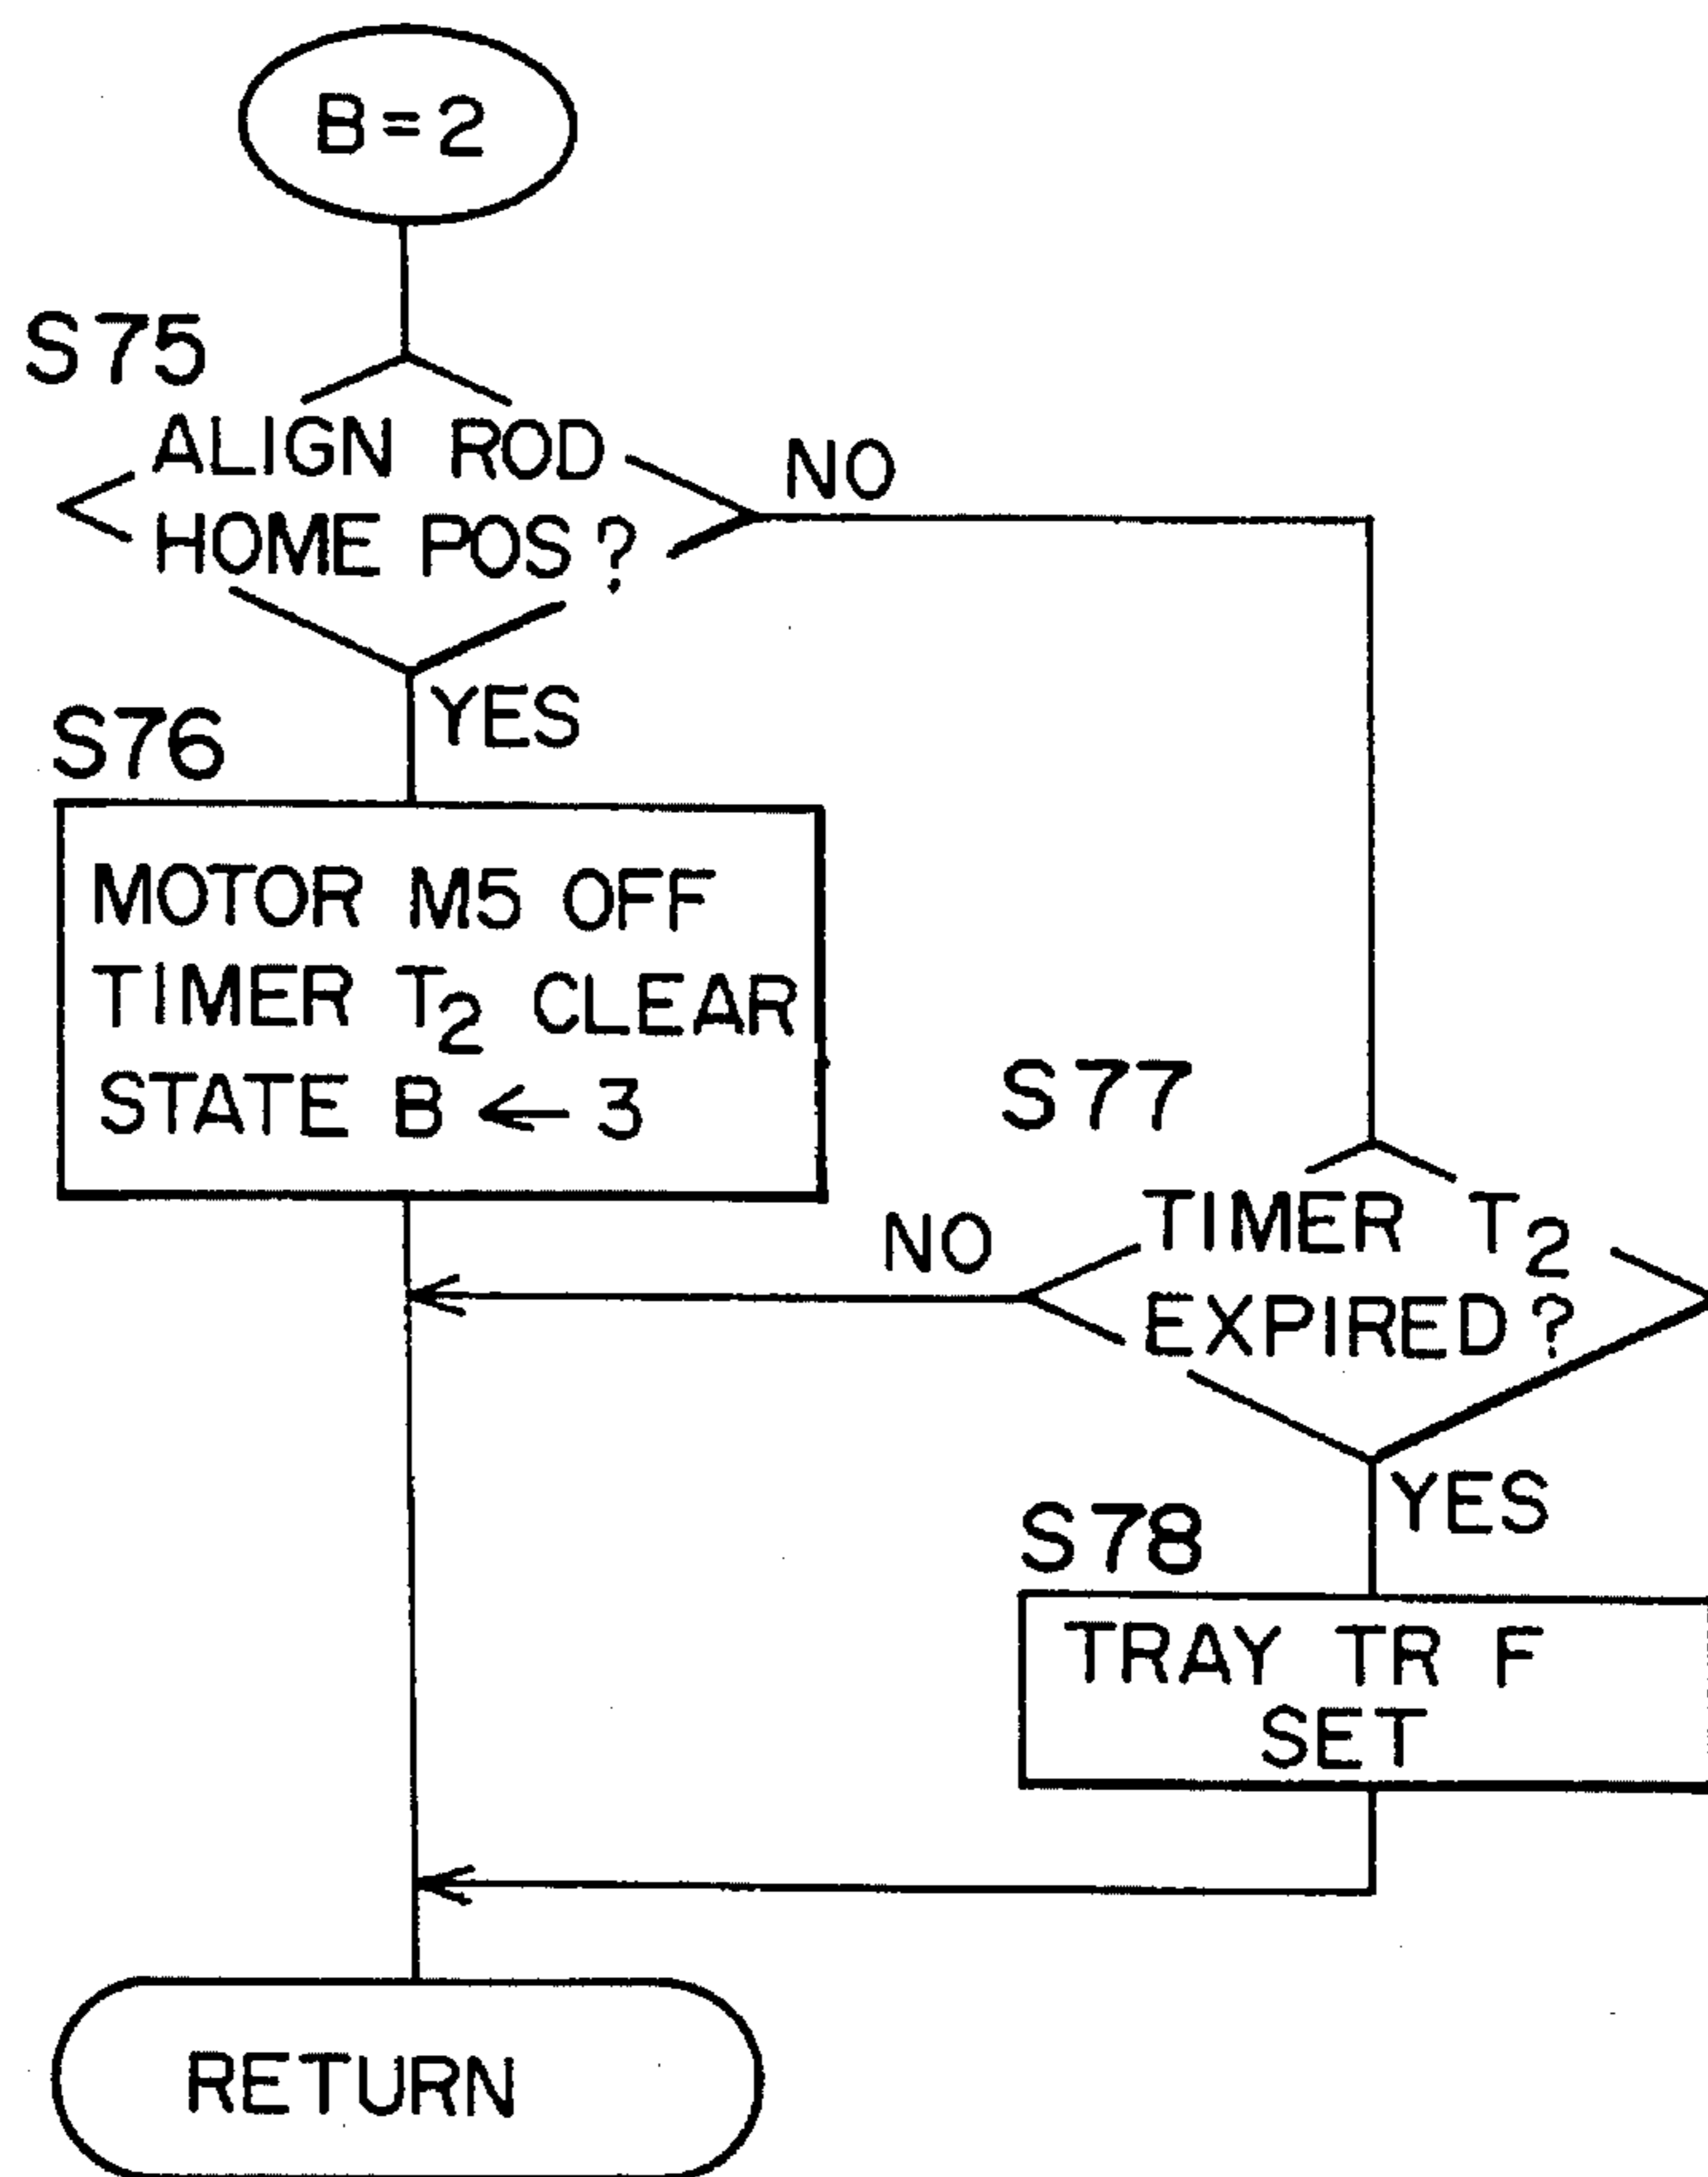 B=2
S75
ALIGN ROD
HOME POS?
NO
YES
S76
MOTOR M5 OFF
TIMER T₂ CLEAR
STATE B ← 3
S77
TIMER T₂
EXPIRED?
NO
YES
S78
TRAY TR F
SET
RETURN